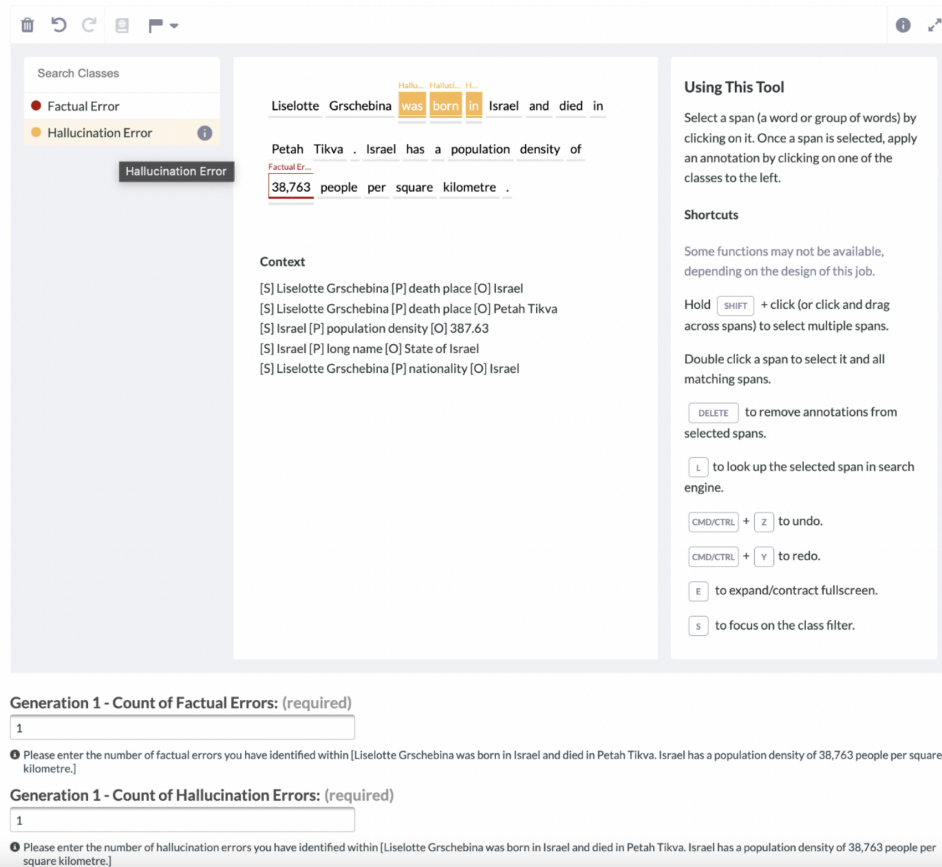 Search Classes
Factual Error
Hallucination Error
Hallucination Error
Hallu... Halluci... H...
Liselotte Grschebina was born in Israel and died in
Petah Tikva . Israel has a population density of
Factual Er...
38,763 people per square kilometre .
Context
[S] Liselotte Grschebina [P] death place [O] Israel
[S] Liselotte Grschebina [P] death place [O] Petah Tikva
[S] Israel [P] population density [O] 387.63
[S] Israel [P] long name [O] State of Israel
[S] Liselotte Grschebina [P] nationality [O] Israel
Using This Tool
Select a span (a word or group of words) by
clicking on it. Once a span is selected, apply
an annotation by clicking on one of the
classes to the left.
Shortcuts
Some functions may not be available,
depending on the design of this job.
Hold SHIFT + click (or click and drag
across spans) to select multiple spans.
Double click a span to select it and all
matching spans.
DELETE to remove annotations from
selected spans.
L to look up the selected span in search
engine.
CMD/CTRL + Z to undo.
CMD/CTRL + Y to redo.
E to expand/contract fullscreen.
S to focus on the class filter.
Generation 1 - Count of Factual Errors: (required)
1
Please enter the number of factual errors you have identified within [Liselotte Grschebina was born in Israel and died in Petah Tikva. Israel has a population density of 38,763 people per square
kilometre.]
Generation 1 - Count of Hallucination Errors: (required)
1
Please enter the number of hallucination errors you have identified within [Liselotte Grschebina was born in Israel and died in Petah Tikva. Israel has a population density of 38,763 people per
square kilometre.]